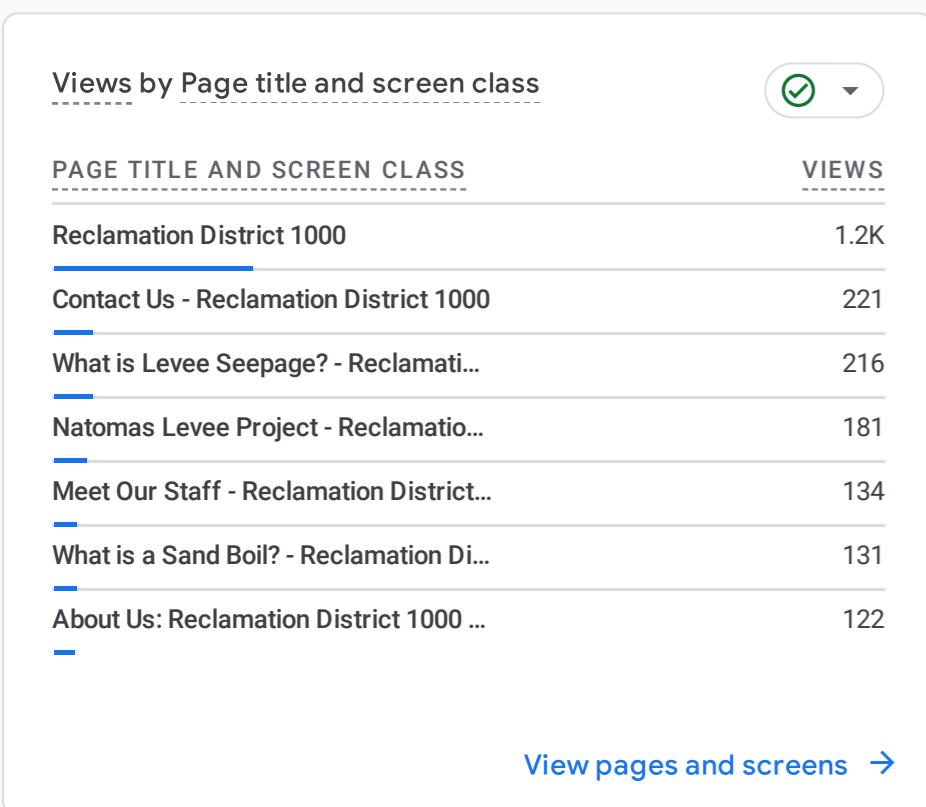 Views by Page title and screen class
PAGE TITLE AND SCREEN CLASS VIEWS
Reclamation District 1000 1.2K
Contact Us - Reclamation District 1000 221
What is Levee Seepage? - Reclamati... 216
Natomas Levee Project - Reclamatio... 181
Meet Our Staff - Reclamation District... 134
What is a Sand Boil? - Reclamation Di... 131
About Us: Reclamation District 1000 ... 122
View pages and screens